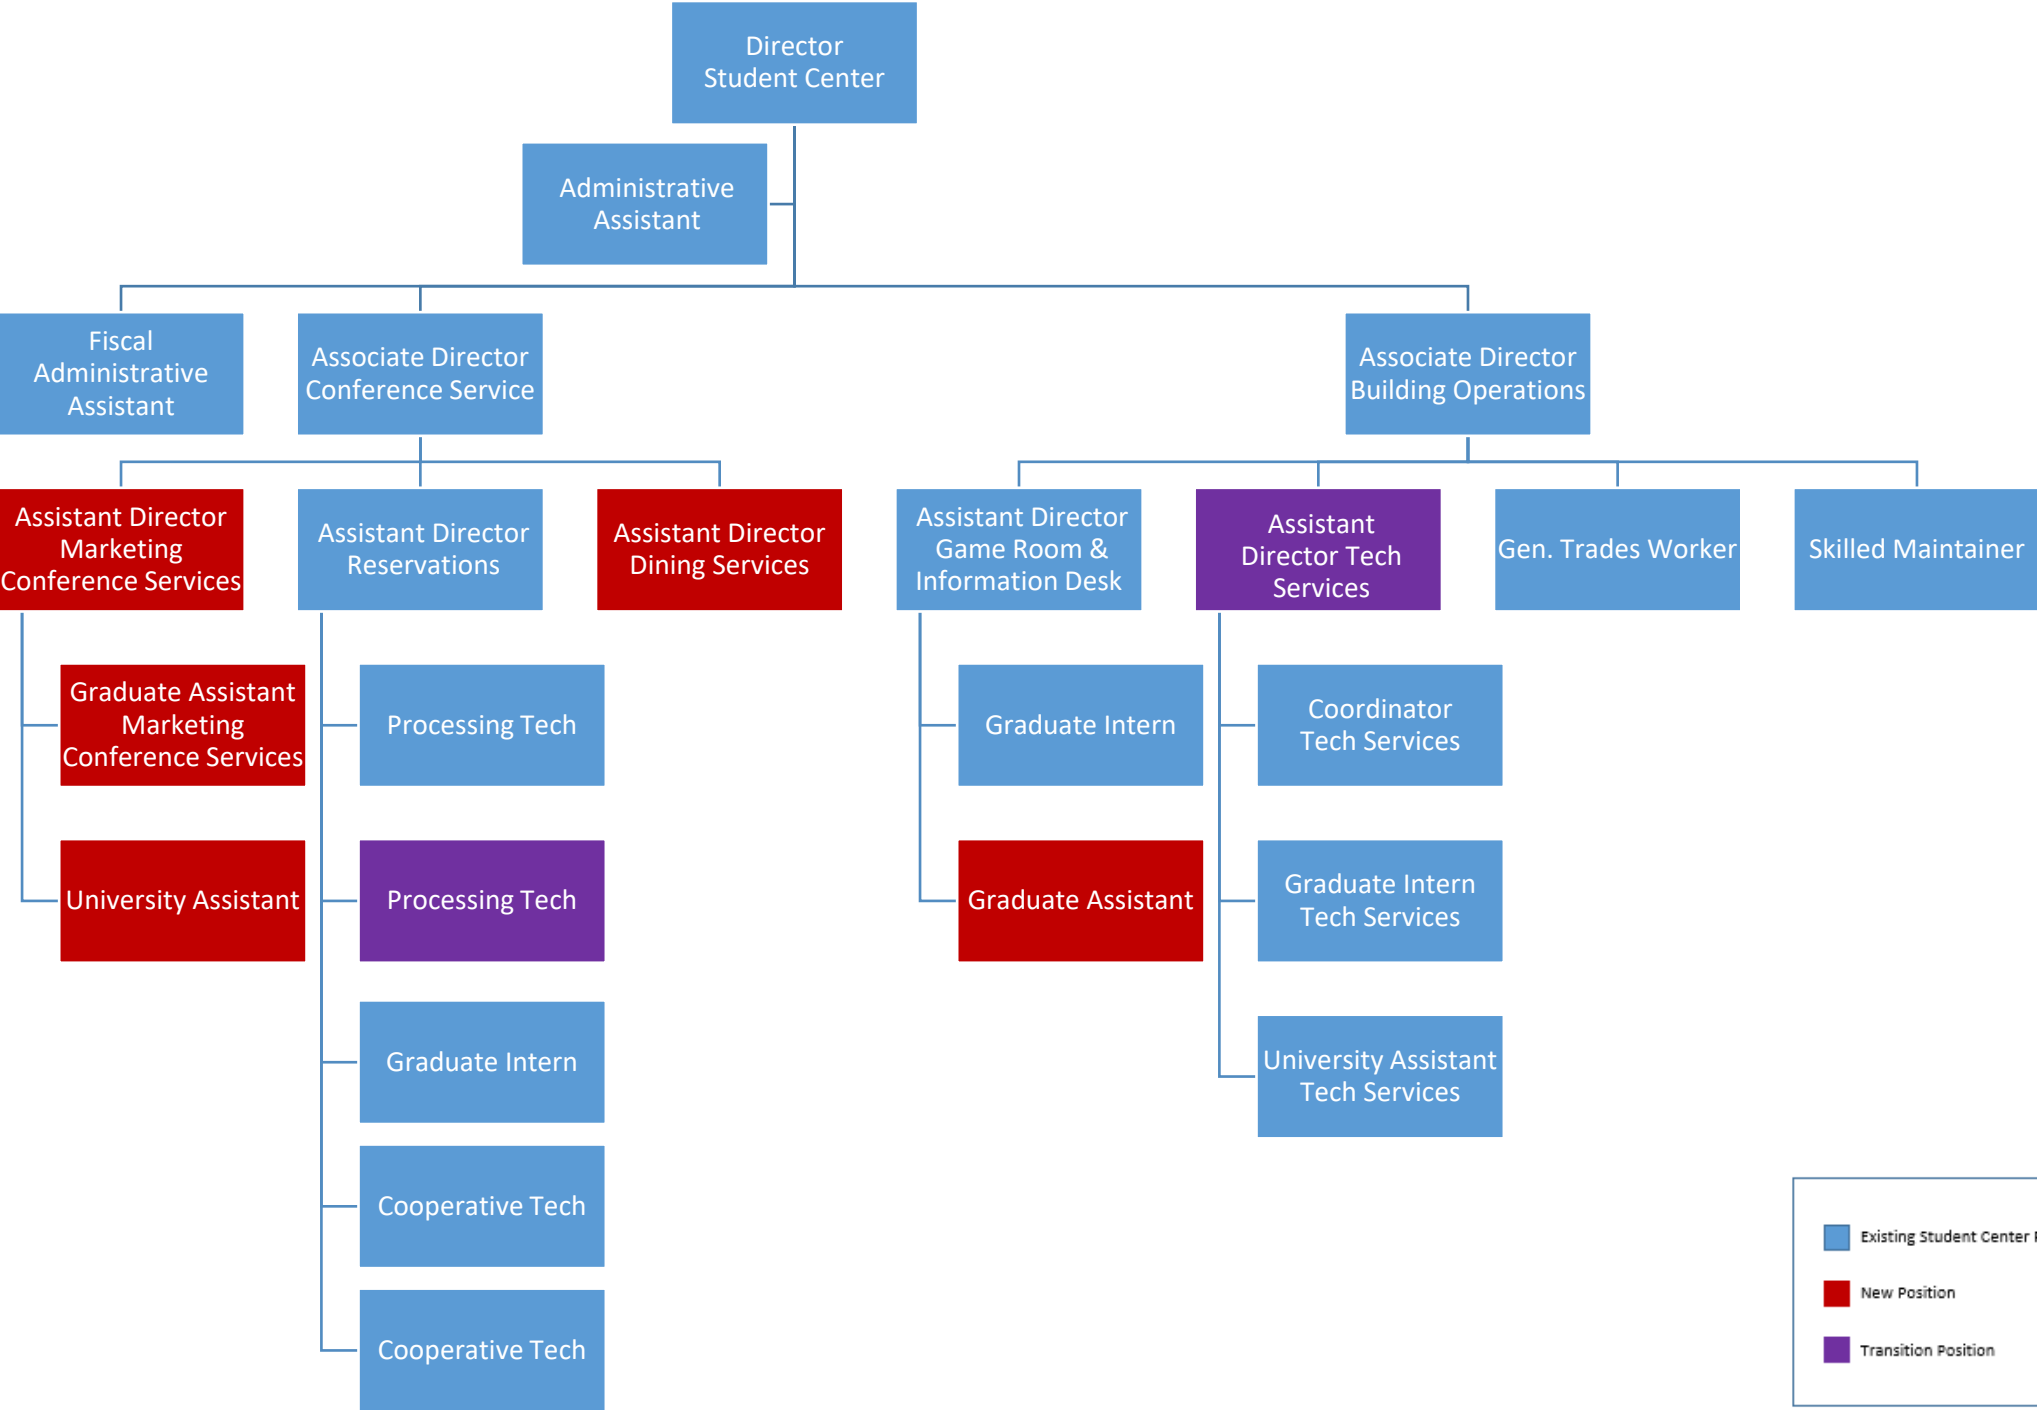 Director
Student Center
Administrative
Assistant
Fiscal
Administrative
Assistant
Associate Director
Conference Service
Associate Director
Building Operations
Assistant Director
Marketing
Conference Services
Assistant Director
Reservations
Assistant Director
Dining Services
Assistant Director
Game Room &
Information Desk
Assistant
Director Tech
Services
Gen. Trades Worker
Skilled Maintainer
Graduate Assistant
Marketing
Conference Services
Processing Tech
Graduate Intern
Coordinator
Tech Services
University Assistant
Processing Tech
Graduate Assistant
Graduate Intern
Tech Services
Graduate Intern
University Assistant
Tech Services
Cooperative Tech
Cooperative Tech
Existing Student Center
New Position
Transition Position